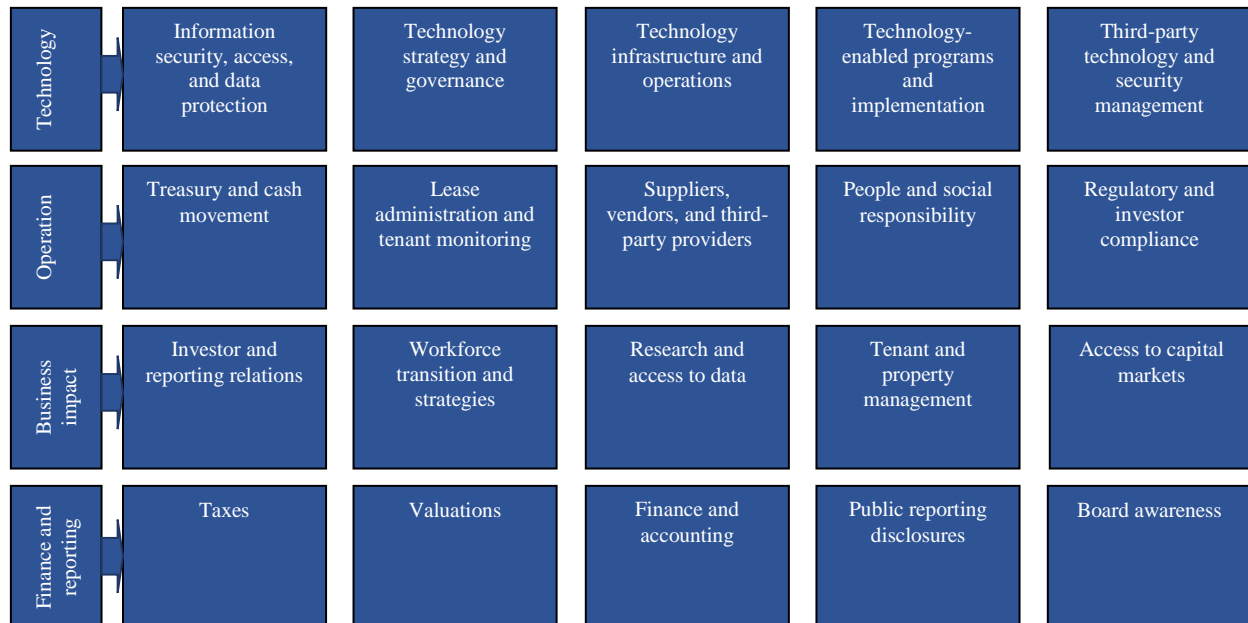 Technology
Information
security, access,
and data
protection
Technology
strategy and
governance
Technology
infrastructure and
operations
Technology-
enabled programs
and
implementation
Third-party
technology and
security
management
Operation
Treasury and cash
movement
Lease
administration and
tenant monitoring
Suppliers,
vendors, and third-
party providers
People and social
responsibility
Regulatory and
investor
compliance
Business
impact
Investor and
reporting relations
Workforce
transition and
strategies
Research and
access to data
Tenant and
property
management
Access to capital
markets
Finance and
reporting
Taxes
Valuations
Finance and
accounting
Public reporting
disclosures
Board awareness